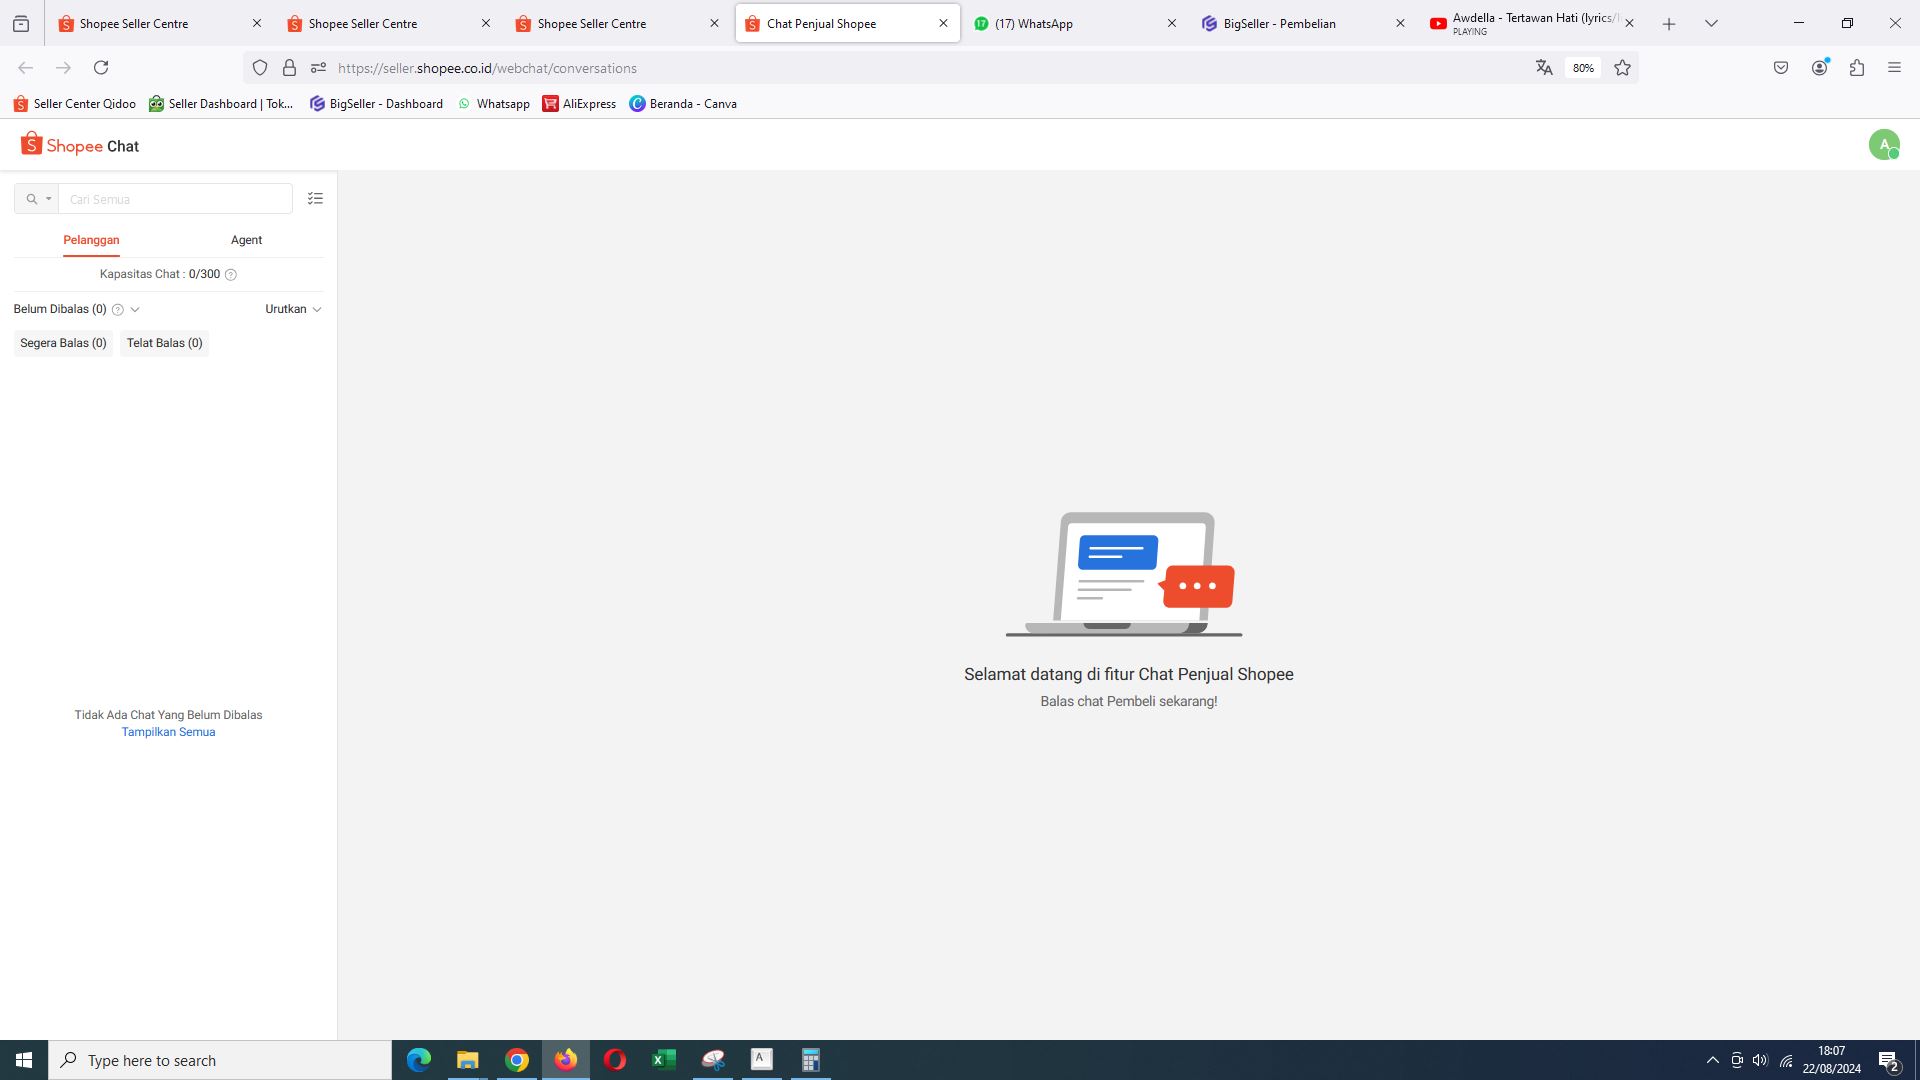 Shopee Seller Centre
Shopee Seller Centre
Shopee Seller Centre
Chat Penjual Shopee
17
(17) WhatsApp
BigSeller - Pembelian
Awdella - Tertawan Hati (lyrics/l
PLAYING
https://seller.shopee.co.id/webchat/conversations
80%
Seller Center Qidoo
Seller Dashboard | Tok...
BigSeller - Dashboard
Whatsapp
AliExpress
Beranda - Canva
Shopee Chat
A
Cari Semua
Pelanggan
Agent
Kapasitas Chat : 0/300
Belum Dibalas (0)
Urutkan
Segera Balas (0)
Telat Balas (0)
Tidak Ada Chat Yang Belum Dibalas
Tampilkan Semua
Selamat datang di fitur Chat Penjual Shopee
Balas chat Pembeli sekarang!
Type here to search
18:07
22/08/2024
2